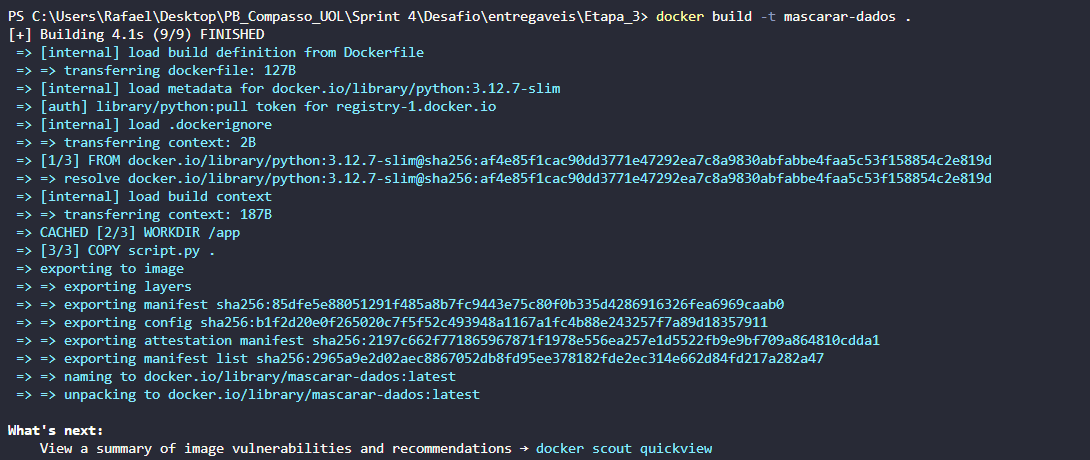 PS C:\Users\Rafael\Desktop\PB_Compasso_UOL\Sprint 4\Desafio\entregaveis\Etapa_3> docker build -t mascarar-dados .
[+] Building 4.1s (9/9) FINISHED
=> [internal] load build definition from Dockerfile
=> => transferring dockerfile: 127B
=> [internal] load metadata for docker.io/library/python:3.12.7-slim
=> [auth] library/python:pull token for registry-1.docker.io
=> [internal] load .dockerignore
=> => transferring context: 2B
=> [1/3] FROM docker.io/library/python:3.12.7-slim@sha256:af4e85f1cac90dd3771e47292ea7c8a9830abfabbe4faa5c53f158854c2e819d
=> => resolve docker.io/library/python:3.12.7-slim@sha256:af4e85f1cac90dd3771e47292ea7c8a9830abfabbe4faa5c53f158854c2e819d
=> [internal] load build context
=> => transferring context: 187B
=> CACHED [2/3] WORKDIR /app
=> [3/3] COPY script.py .
=> exporting to image
=> => exporting layers
=> => exporting manifest sha256:85dfe5e88051291f485a8b7fc9443e75c80f0b335d4286916326fea6969caab0
=> => exporting config sha256:b1f2d20e0f265020c7f5f52c493948a1167a1fc4b88e243257f7a89d18357911
=> => exporting attestation manifest sha256:2197c662f771865967871f1978e556ea257e1d5522fb9e9bf709a864810cdda1
=> => exporting manifest list sha256:2965a9e2d02aec8867052db8fd95ee378182fde2ec314e662d84fd217a282a47
=> => naming to docker.io/library/mascarar-dados:latest
=> => unpacking to docker.io/library/mascarar-dados:latest
What's next:
View a summary of image vulnerabilities and recommendations → docker scout quickview